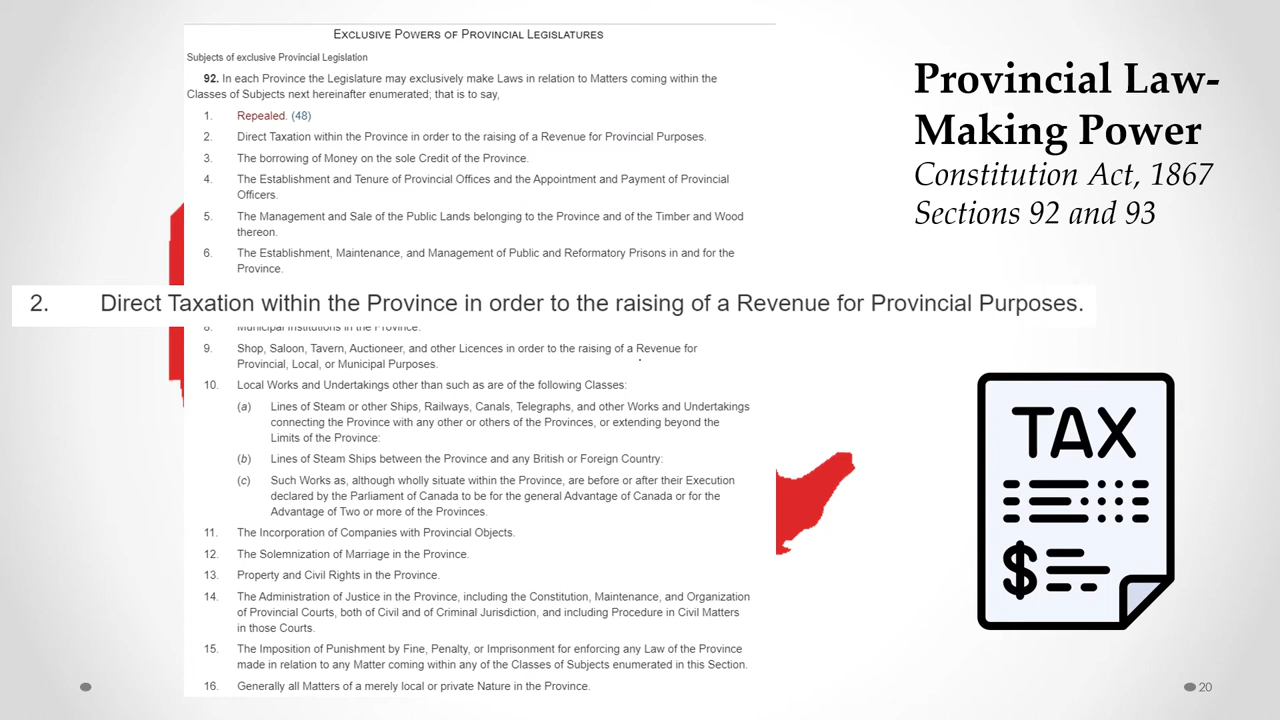 EXCLUSIVE POWERS OF PROVINCIAL LEGISLATURES
Subjects of exclusive Provincial Legislation
92. In each Province the Legislature may exclusively make Laws in relation to Matters coming within the
Classes of Subjects next hereinafter enumerated; that is to say,
1. Repealed. (48)
2. Direct Taxation within the Province in order to the raising of a Revenue for Provincial Purposes.
3. The borrowing of Money on the sole Credit of the Province.
4. The Establishment and Tenure of Provincial Offices and the Appointment and Payment of Provincial
Officers.
5. The Management and Sale of the Public Lands belonging to the Province and of the Timber and Wood
thereon.
6. The Establishment, Maintenance, and Management of Public and Reformatory Prisons in and for the
Province.
2. Direct Taxation within the Province in order to the raising of a Revenue for Provincial Purposes.
8. Municipal Institutions in the Province.
9. Shop, Saloon, Tavern, Auctioneer, and other Licences in order to the raising of a Revenue for
Provincial, Local, or Municipal Purposes.
10. Local Works and Undertakings other than such as are of the following Classes:
(a) Lines of Steam or other Ships, Railways, Canals, Telegraphs, and other Works and Undertakings
connecting the Province with any other or others of the Provinces, or extending beyond the
Limits of the Province:
(b) Lines of Steam Ships between the Province and any British or Foreign Country:
(c) Such Works as, although wholly situate within the Province, are before or after their Execution
declared by the Parliament of Canada to be for the general Advantage of Canada or for the
Advantage of Two or more of the Provinces.
11. The Incorporation of Companies with Provincial Objects.
12. The Solemnization of Marriage in the Province.
13. Property and Civil Rights in the Province.
14. The Administration of Justice in the Province, including the Constitution, Maintenance, and Organization
of Provincial Courts, both of Civil and of Criminal Jurisdiction, and including Procedure in Civil Matters
in those Courts.
15. The Imposition of Punishment by Fine, Penalty, or Imprisonment for enforcing any Law of the Province
made in relation to any Matter coming within any of the Classes of Subjects enumerated in this Section.
16. Generally all Matters of a merely local or private Nature in the Province.
Provincial Law-
Making Power
Constitution Act, 1867
Sections 92 and 93
TAX
$
20